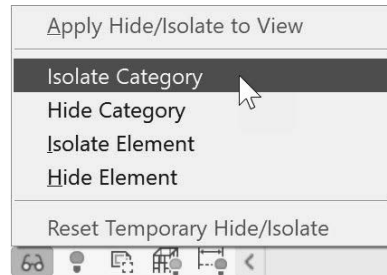 Apply Hide/Isolate to View
Isolate Category
Hide Category
Isolate Element
Hide Element
Reset Temporary Hide/Isolate